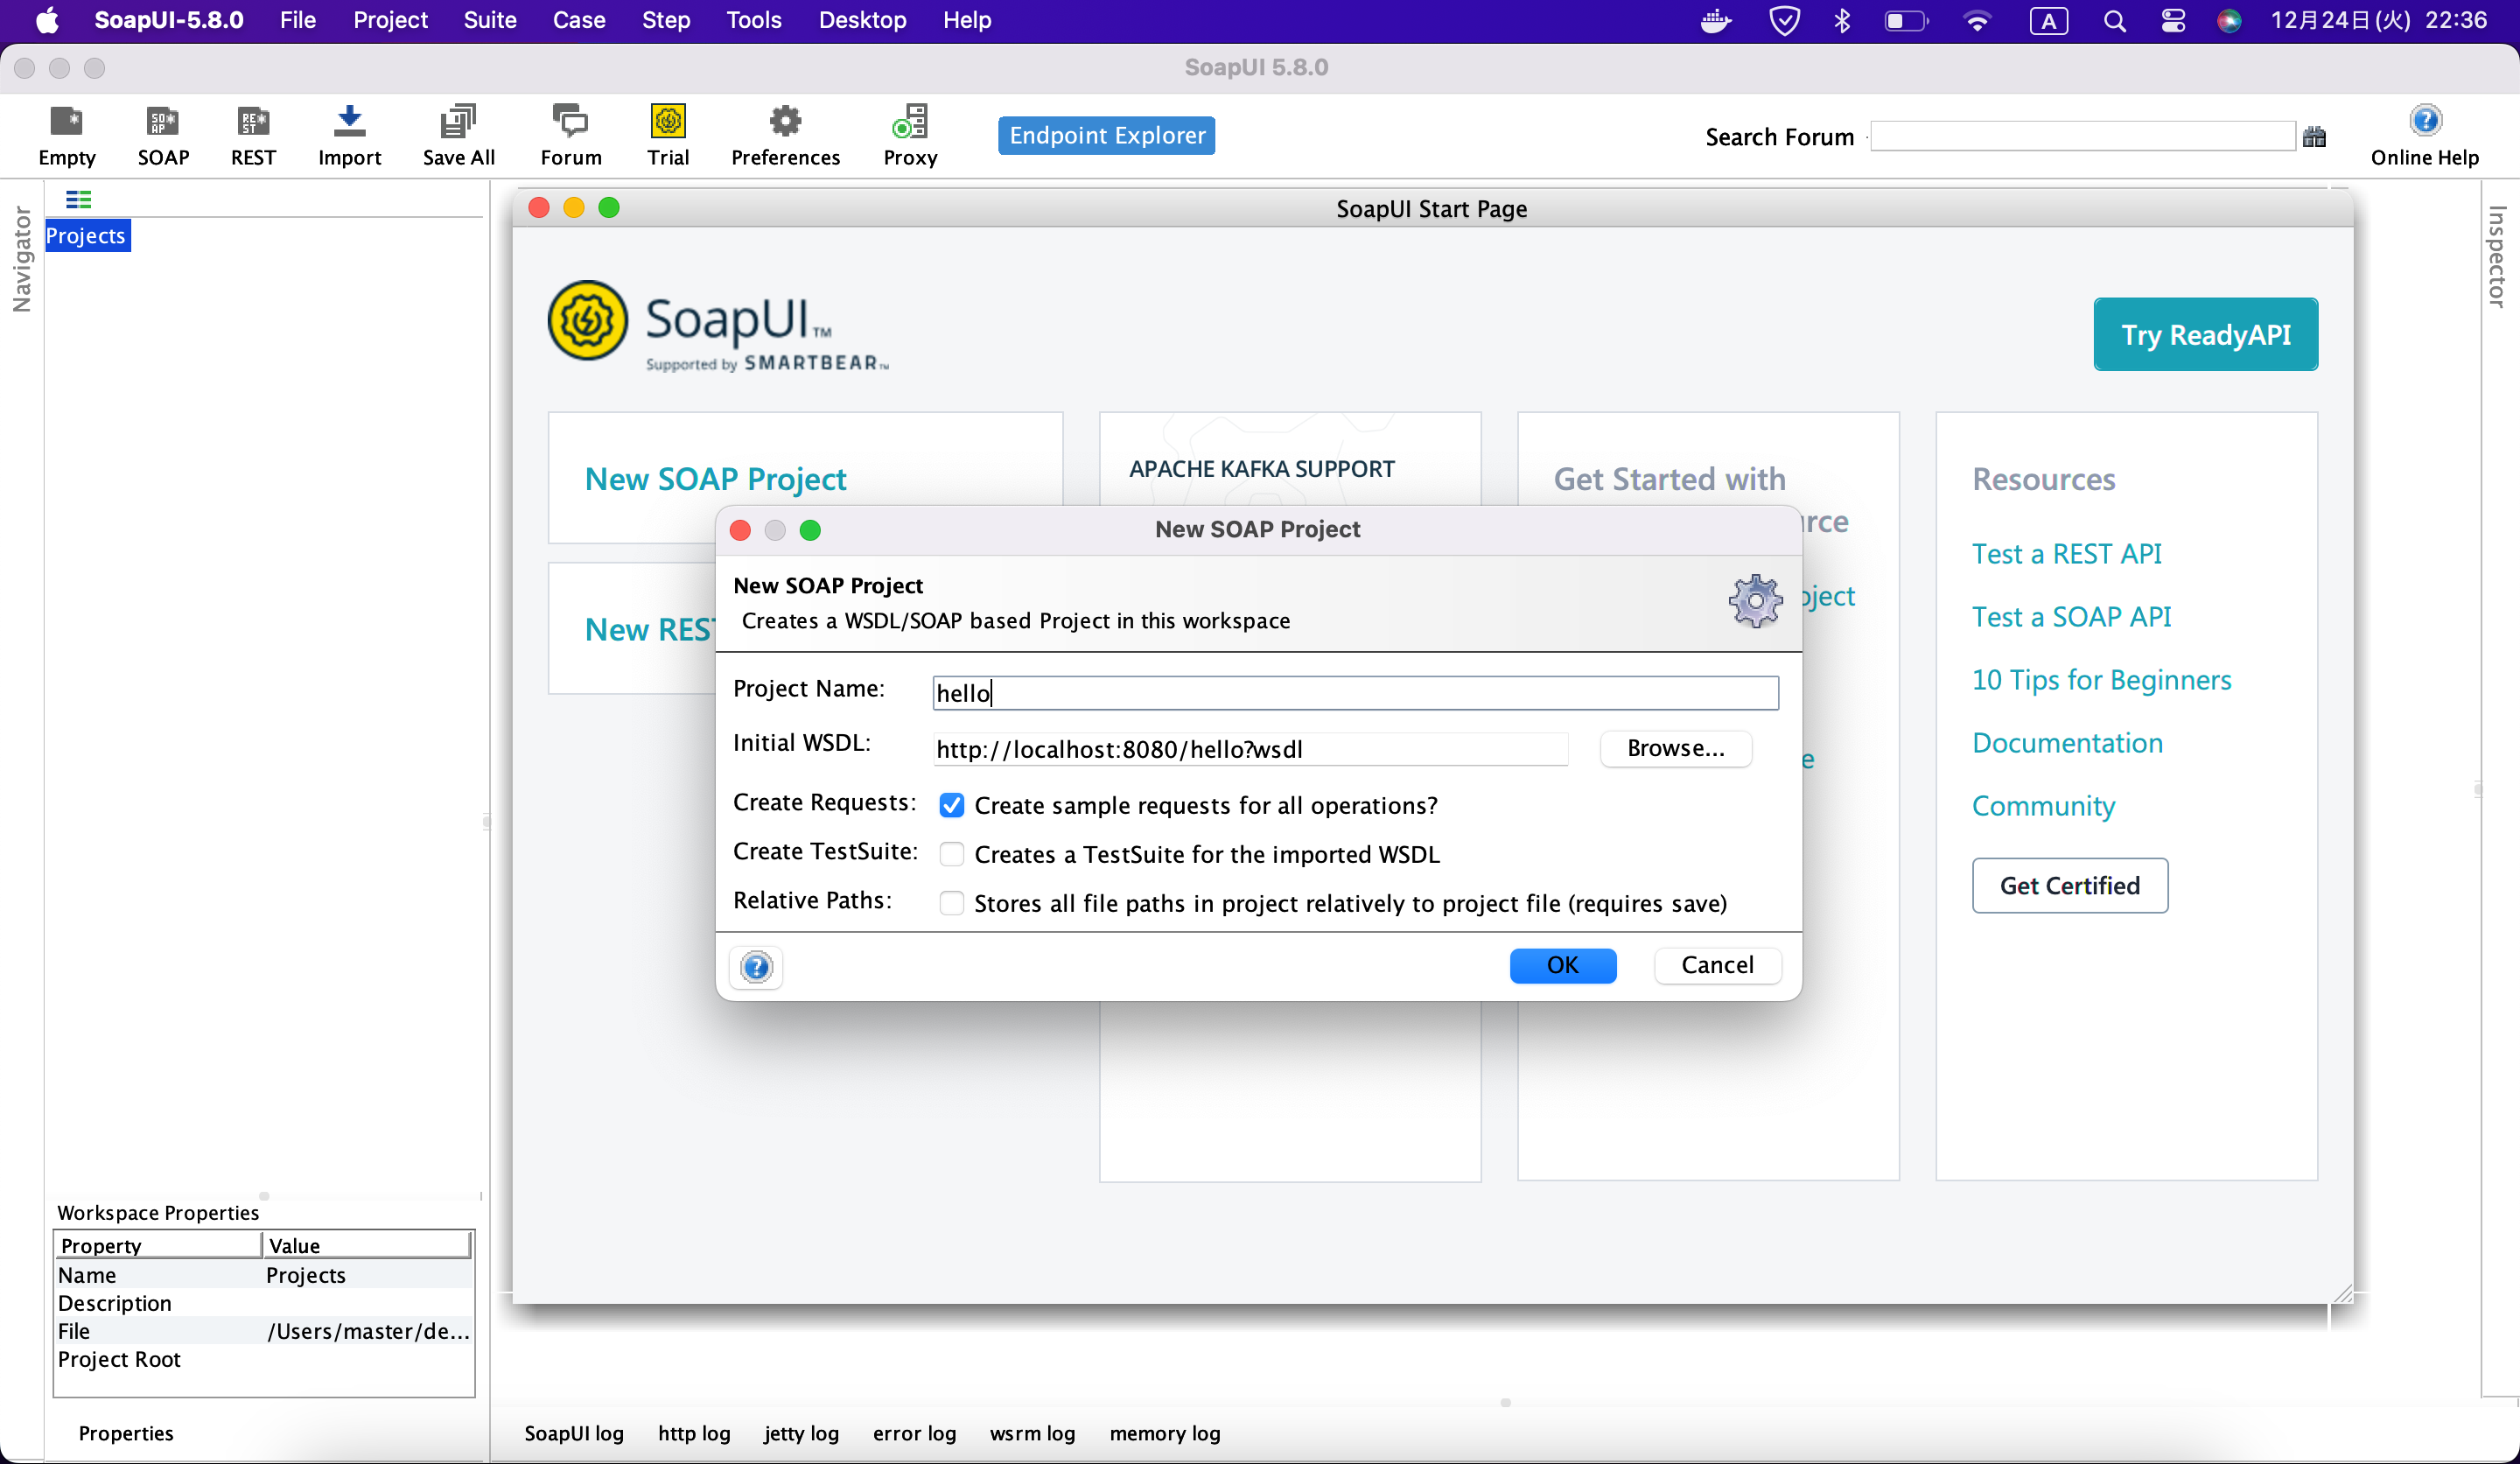 SoapUI-5.8.0 File Project Suite Case Step Tools Desktop Help A 12月24日(火) 22:36
SoapUI 5.8.0
Empty SOAP REST Import Save All Forum Trial Preferences Proxy Endpoint Explorer Search Forum Online Help
Navigator
Projects
Inspector
SoapUI Start Page
SoapUI™
Supported by SMARTBEAR™
Try ReadyAPI
New SOAP Project
APACHE KAFKA SUPPORT
Get Started with
rce
ject
e
New REST
Resources
Test a REST API
Test a SOAP API
10 Tips for Beginners
Documentation
Community
Get Certified
New SOAP Project
New SOAP Project
Creates a WSDL/SOAP based Project in this workspace
Project Name: hello
Initial WSDL: http://localhost:8080/hello?wsdl Browse...
Create Requests: Create sample requests for all operations?
Create TestSuite: Creates a TestSuite for the imported WSDL
Relative Paths: Stores all file paths in project relatively to project file (requires save)
OK Cancel
Workspace Properties
Property Value
Name Projects
Description
File /Users/master/de...
Project Root
Properties
SoapUI log http log jetty log error log wsrm log memory log